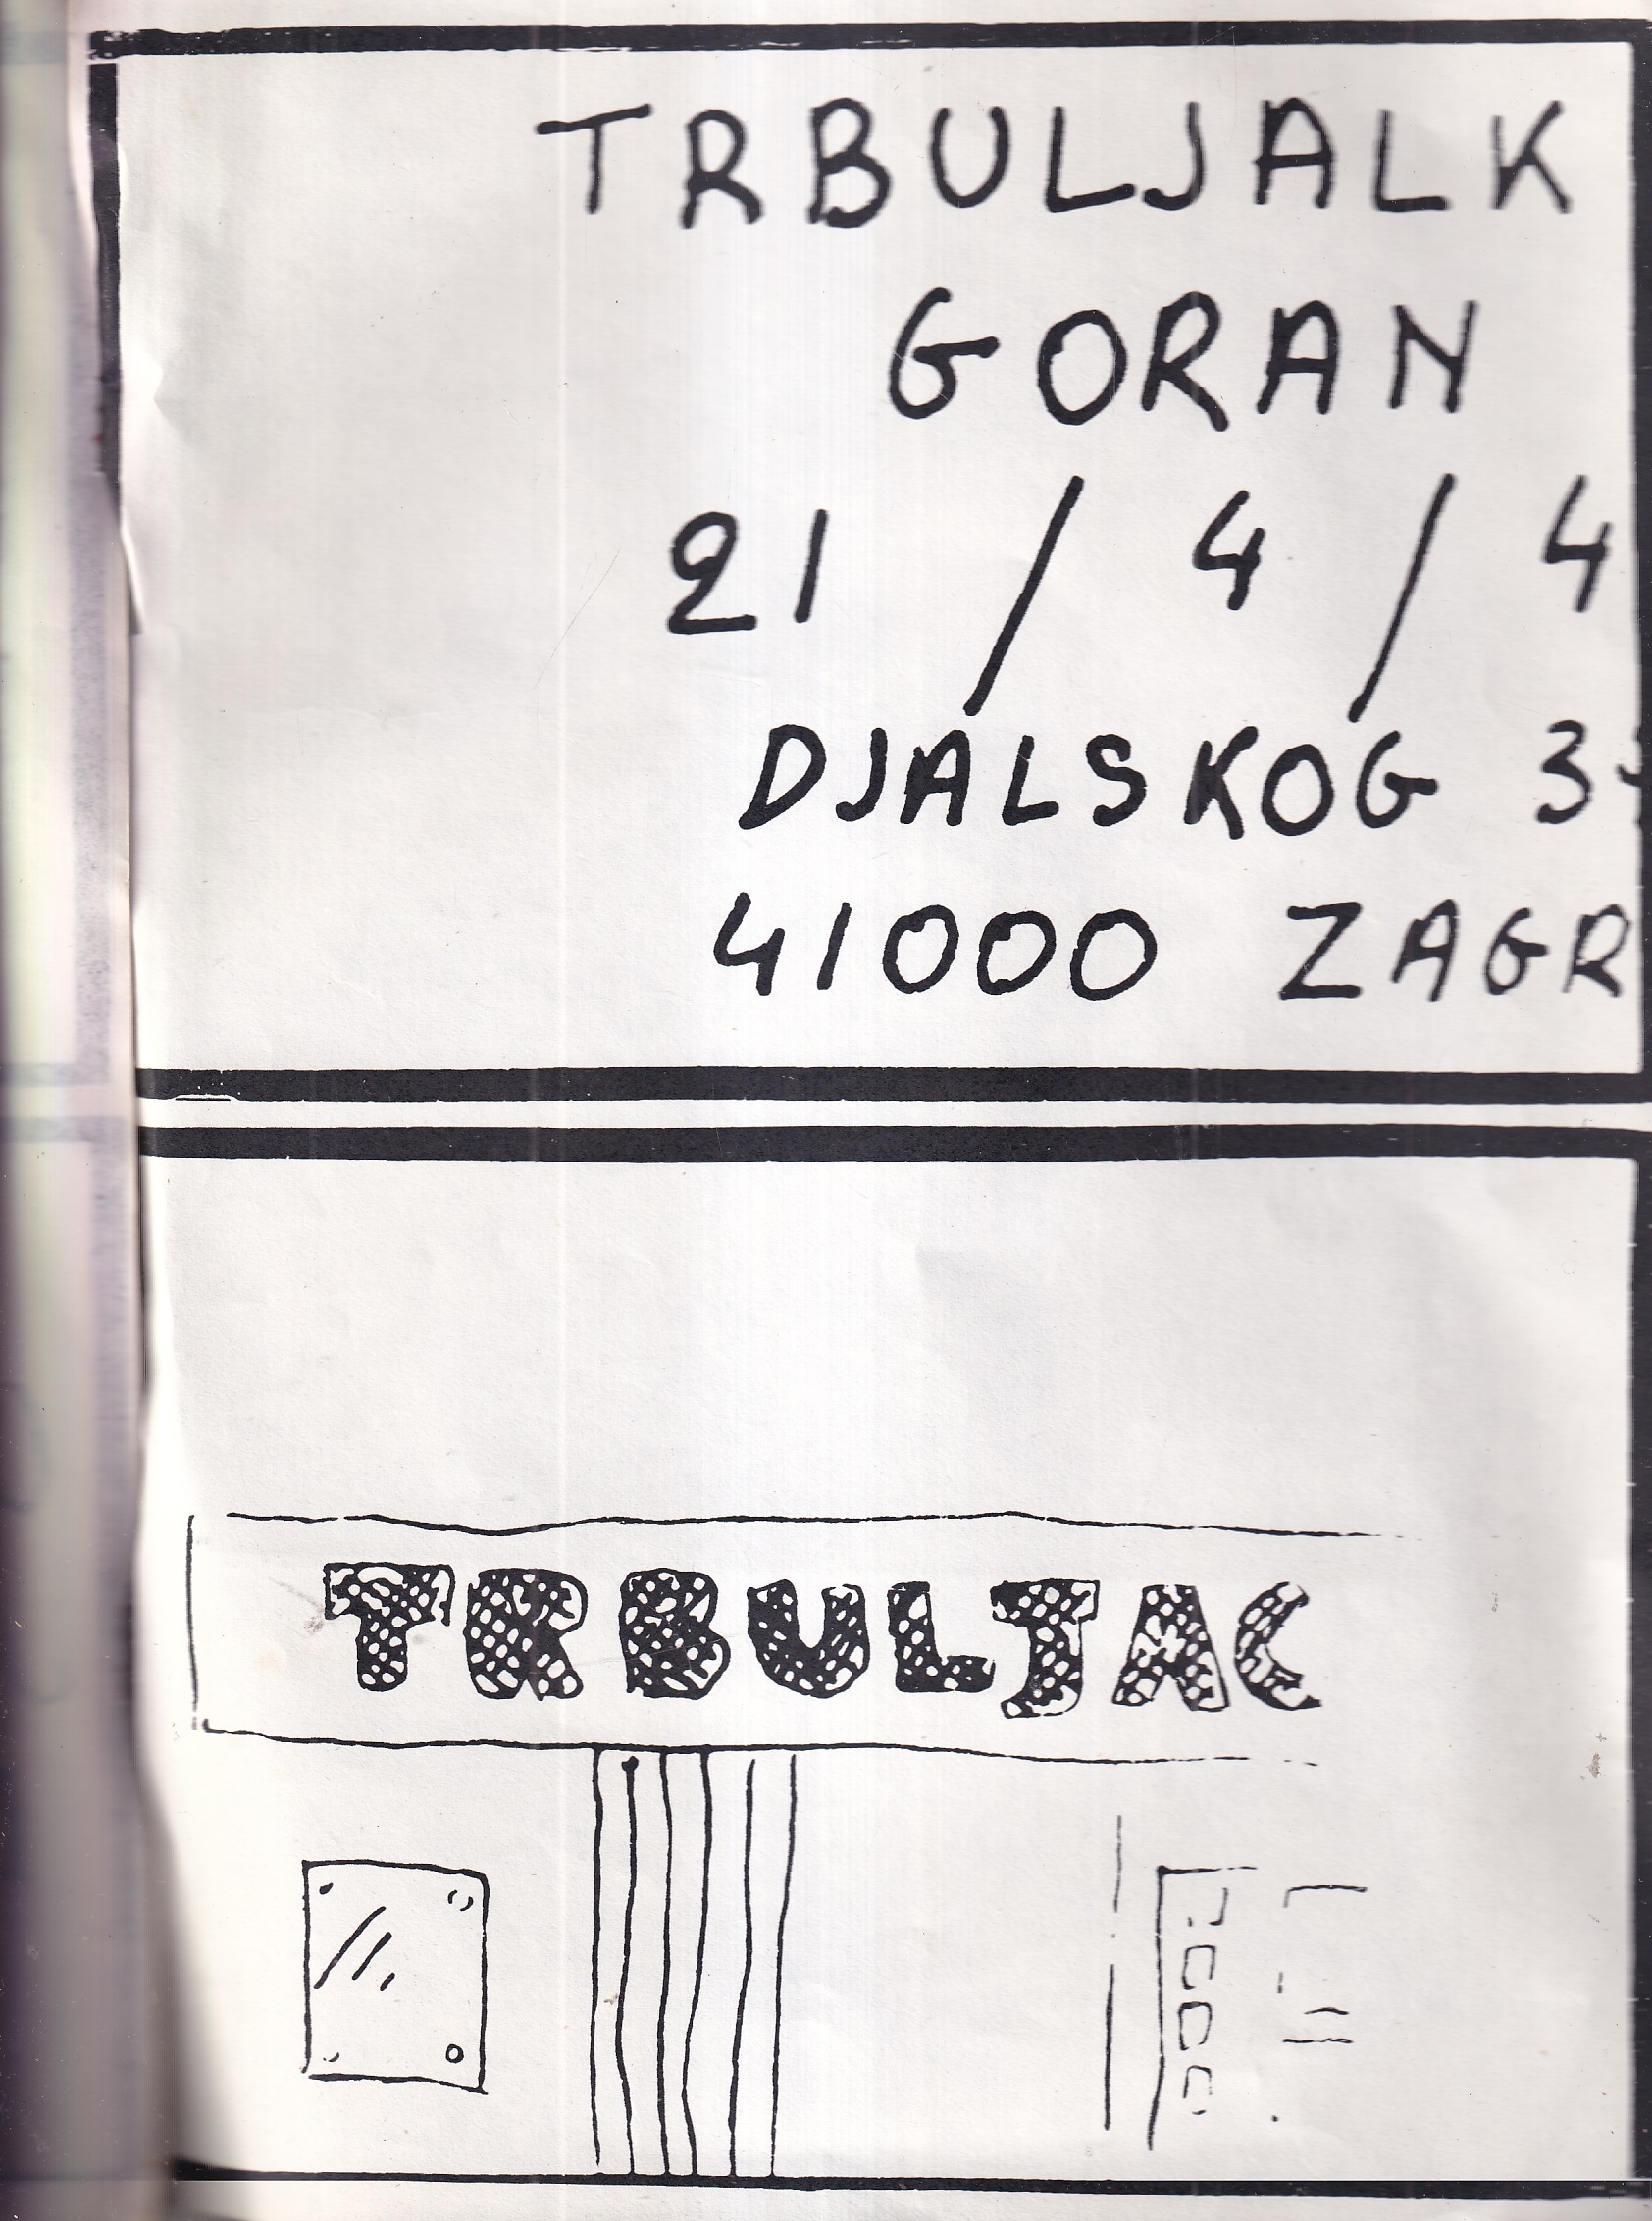 TRBULJALK
GORAN
21 / 4 / 4
DJALSKOG 3
41000 ZAGR
TRBULJAC